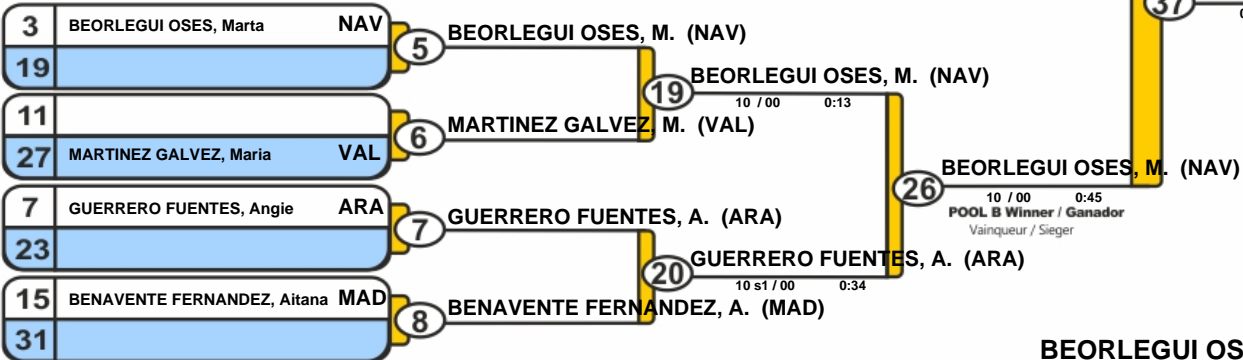 3 BEORLEGUI OSES, Marta NAV
19
5
BEORLEGUI OSES, M. (NAV)
11
27 MARTINEZ GALVEZ, Maria VAL
6
MARTINEZ GALVEZ, M. (VAL)
19
BEORLEGUI OSES, M. (NAV)
10 / 00 0:13
7 GUERRERO FUENTES, Angie ARA
23
7
GUERRERO FUENTES, A. (ARA)
15 BENAVENTE FERNANDEZ, Aitana MAD
31
8
BENAVENTE FERNANDEZ, A. (MAD)
20
GUERRERO FUENTES, A. (ARA)
10 s1 / 00 0:34
26
BEORLEGUI OSES, M. (NAV)
10 / 00 0:45
POOL B Winner / Ganador
Vainqueur / Sieger
37
BEORLEGUI OS